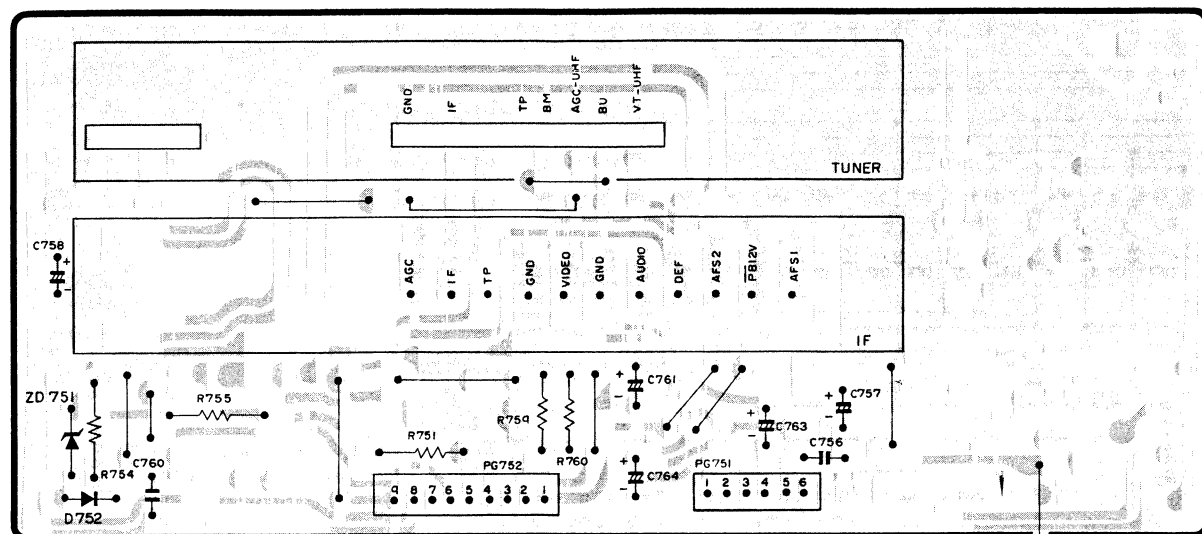 GND
IF
TP
BM
AGC-UHF
BU
VT-UHF
TUNER
C758
+
-
AGC
IF
TP
GND
VIDEO
GND
AUDIO
DEF
AFS2
PB12V
AFS1
IF
ZD751
R754
C760
D752
R755
R751
PG752
9 8 7 6 5 4 3 2 1
R759
R760
+
C761
-
+
C764
-
PG751
1 2 3 4 5 6
+
C763
-
+
C757
-
C756